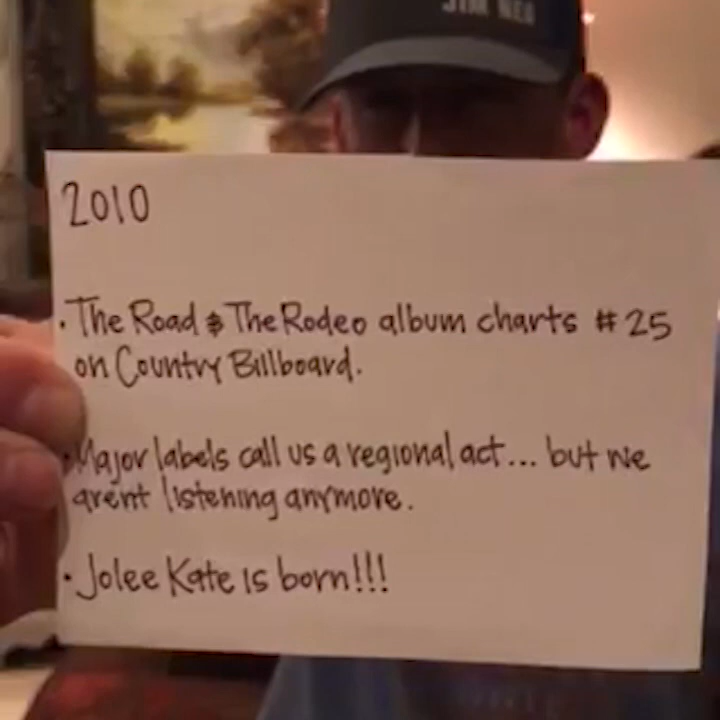 2010
· The Road & The Rodeo album charts #25
on Country Billboard.
· Major labels call us a regional act... but we
arent listening anymore.
· Jolee Kate is born!!!